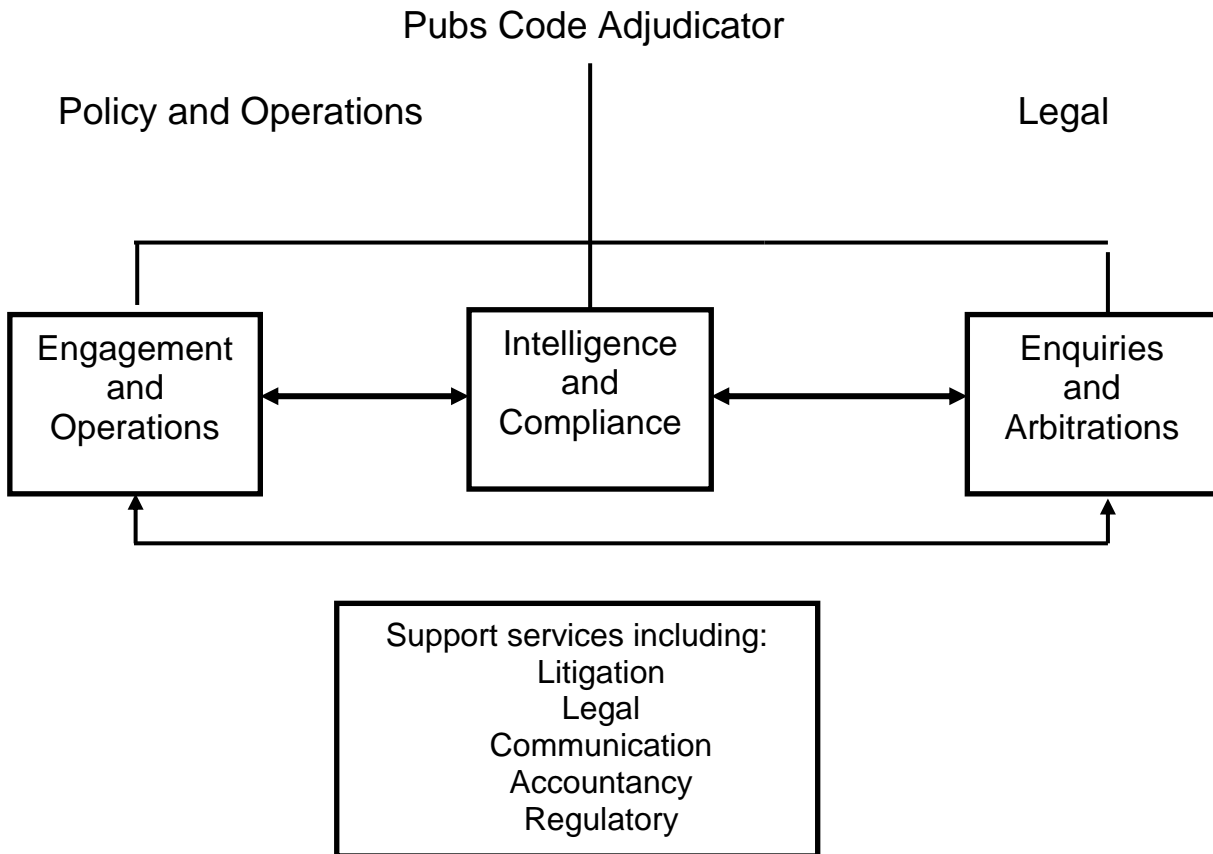 Pubs Code Adjudicator
Policy and Operations
Legal
Engagement
and
Operations
Intelligence
and
Compliance
Enquiries
and
Arbitrations
Support services including:
Litigation
Legal
Communication
Accountancy
Regulatory